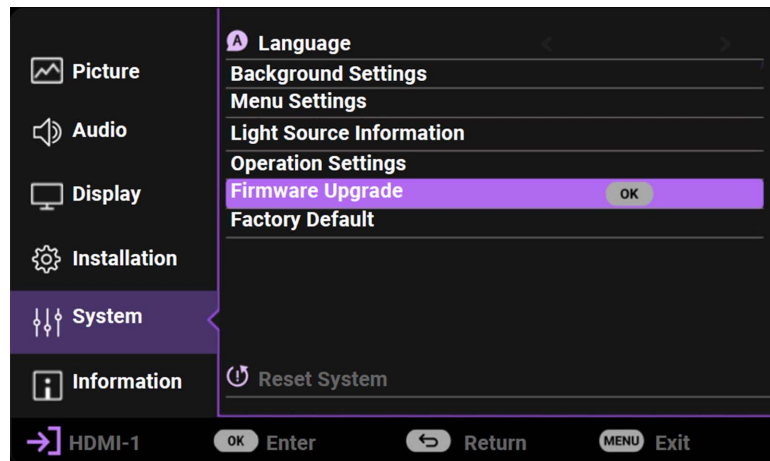 Picture
Audio
Display
Installation
System
Information
A Language
Background Settings
Menu Settings
Light Source Information
Operation Settings
Firmware Upgrade OK
Factory Default
Reset System
HDMI-1 OK Enter Return MENU Exit